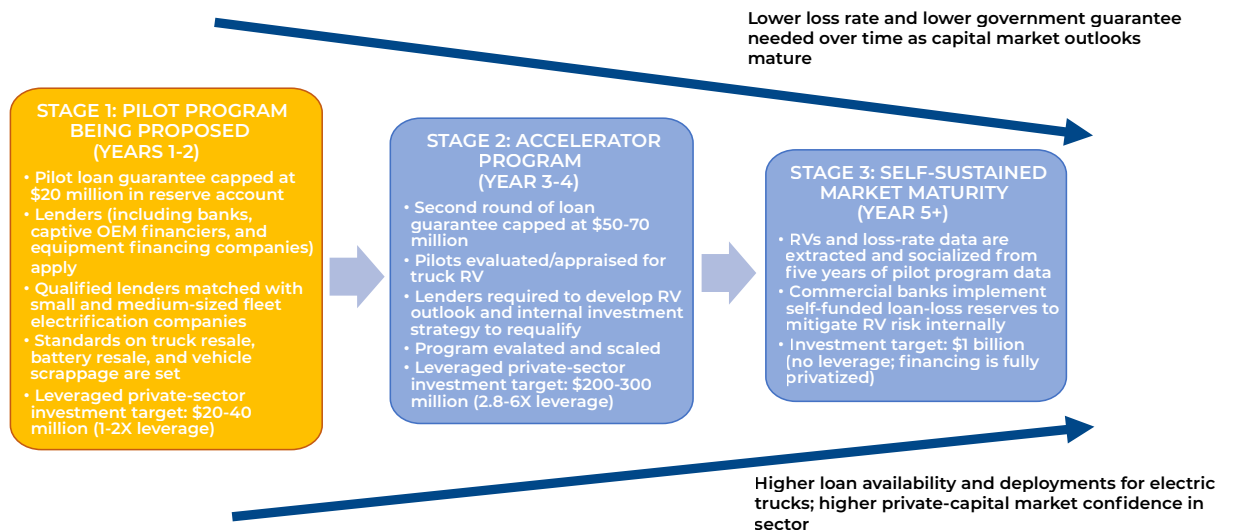 Lower loss rate and lower government guarantee
needed over time as capital market outlooks
mature
STAGE 1: PILOT PROGRAM
BEING PROPOSED
(YEARS 1-2)
• Pilot loan guarantee capped at
$20 million in reserve account
• Lenders (including banks,
captive OEM financiers, and
equipment financing companies)
apply
• Qualified lenders matched with
small and medium-sized fleet
electrification companies
• Standards on truck resale,
battery resale, and vehicle
scrappage are set
• Leveraged private-sector
investment target: $20-40
million (1-2X leverage)
STAGE 2: ACCELERATOR
PROGRAM
(YEAR 3-4)
• Second round of loan
guarantee capped at $50-70
million
• Pilots evaluated/appraised for
truck RV
• Lenders required to develop RV
outlook and internal investment
strategy to requalify
• Program evalated and scaled
• Leveraged private-sector
investment target: $200-300
million (2.8-6X leverage)
STAGE 3: SELF-SUSTAINED
MARKET MATURITY
(YEAR 5+)
• RVs and loss-rate data are
extracted and socialized from
five years of pilot program data
• Commercial banks implement
self-funded loan-loss reserves to
mitigate RV risk internally
• Investment target: $1 billion
(no leverage; financing is fully
privatized)
Higher loan availability and deployments for electric
trucks; higher private-capital market confidence in
sector